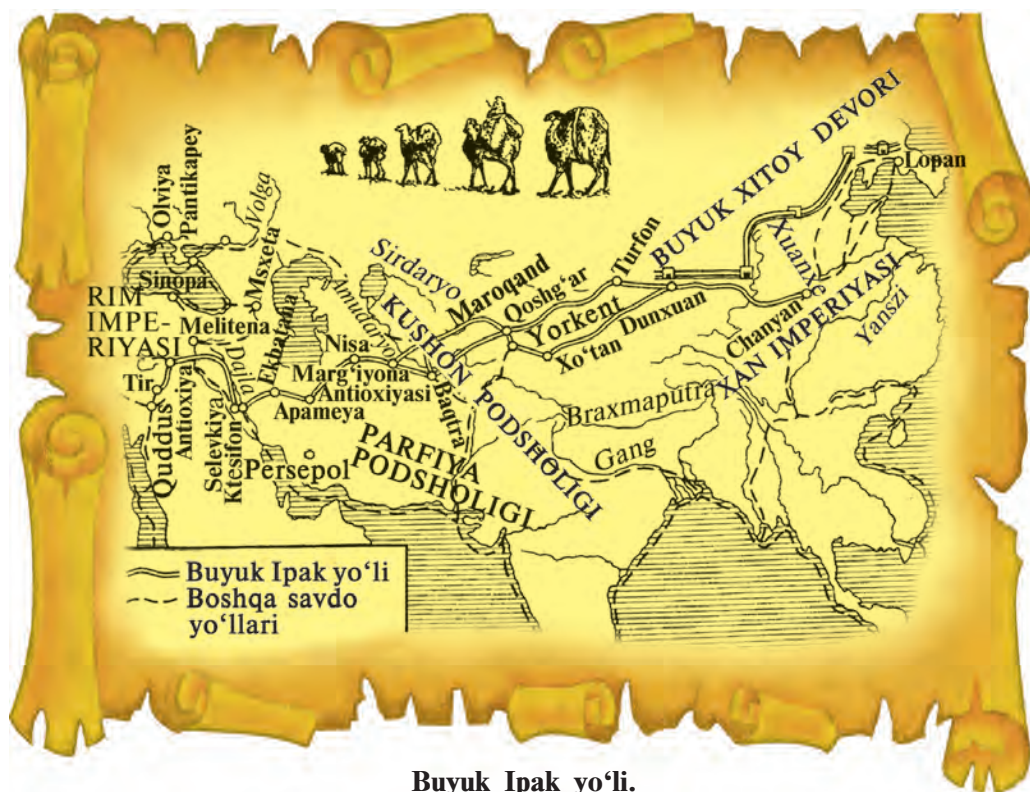 BUYUK XITOY DEVORI
Lopan
Olviya
Pantikapey
Volga
Sinopa
Msxeta
RIM
IMPE-
RIYASI
Melitena
Dajla
Ekbatana
Amudaryo
Sirdaryo
KUSHON PODSHOLIGI
Maroqand
Qoshg‘ar
Turfon
Yorkent
Dunxuan
Xo‘tan
Xuanxe
Chanyan
XAN IMPERIYASI
Yanszi
Nisa
Marg‘iyona
Antioxiyasi
Apameya
Baqtra
Tir
Quddus
Antioxiya
Selevkiya
Ktesifon
Persepol
PARFIYA
PODSHOLIGI
Braxmaputra
Gang
Buyuk Ipak yo‘li
Boshqa savdo
yo‘llari
Buyuk Ipak yo‘li.